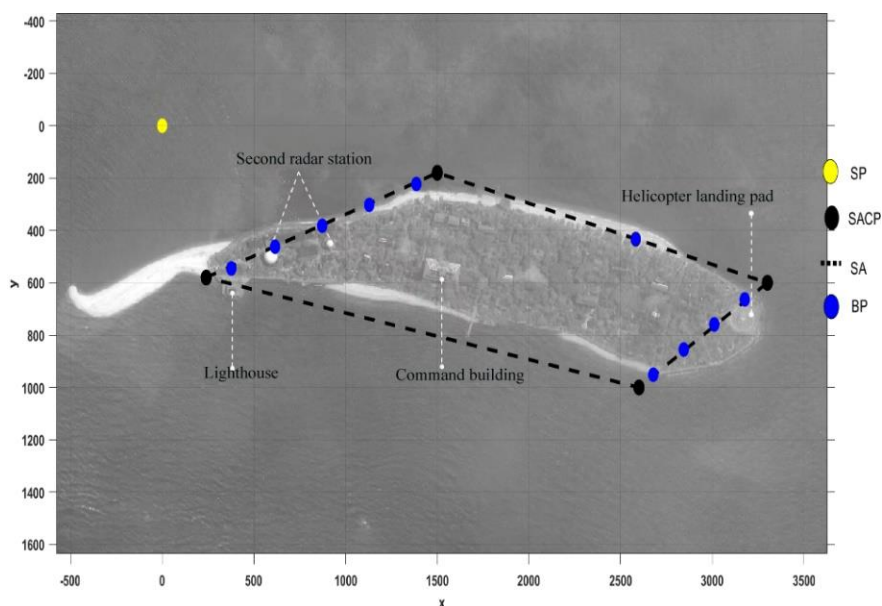 -400
-200
0
200
400
600
800
1000
1200
1400
1600
y
-500
0
500
1000
1500
2000
2500
3000
3500
x
Second radar station
Helicopter landing pad
Lighthouse
Command building
SP
SACP
SA
BP